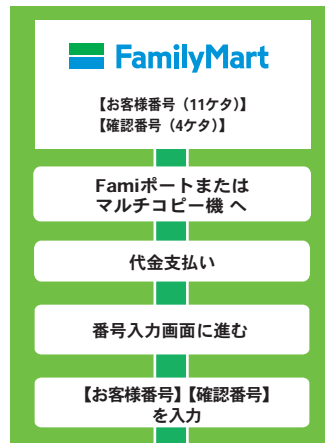 FamilyMart
【お客様番号（11ケタ）】
【確認番号（4ケタ）】
Famiポートまたは
マルチコピー機 へ
代金支払い
番号入力画面に進む
【お客様番号】【確認番号】
を入力